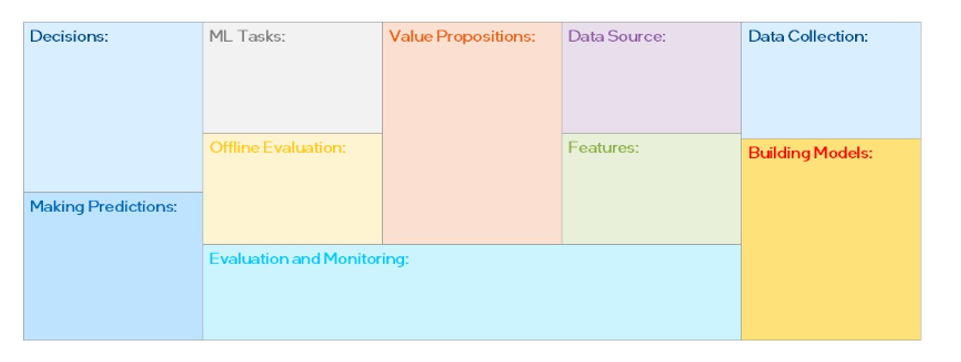 Decisions:
ML Tasks:
Value Propositions:
Data Source:
Data Collection:
Offline Evaluation:
Features:
Building Models:
Making Predictions:
Evaluation and Monitoring: